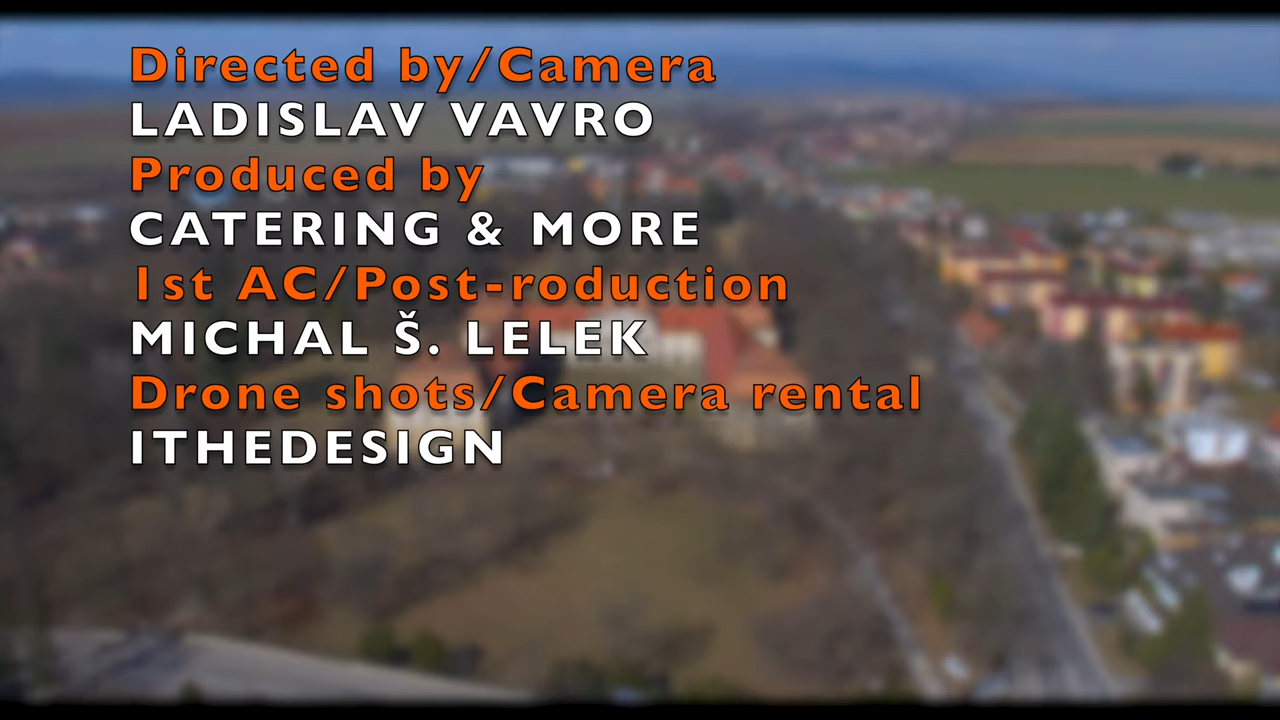 Directed by/Camera
LADISLAV VAVRO
Produced by
CATERING & MORE
1st AC/Post-roduction
MICHAL Š. LELEK
Drone shots/Camera rental
ITHEDESIGN